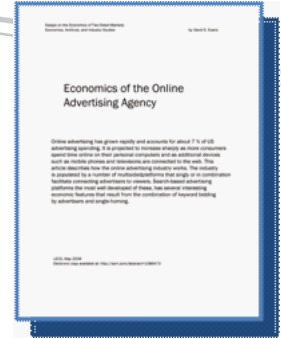 Essays on the Economics of Two-Sided Markets:
Economics, Antitrust, and Industry Studies by David S. Evans
Economics of the Online
Advertising Agency
Online advertising has grown rapidly and accounts for about 7 % of US
advertising spending. It is projected to increase sharply as more consumers
spend time online on their personal computers and as additional devices
such as mobile phones and televisions are connected to the web. This
article describes how the online advertising industry works. The industry
is populated by a number of multisided platforms that singly or in combination
facilitate connecting advertisers to viewers. Search-based advertising
platforms the most well developed of these, has several interesting
economic features that result from the combination of keyword bidding
by advertisers and single-homing.
May, 2008
Electronic copy available at: